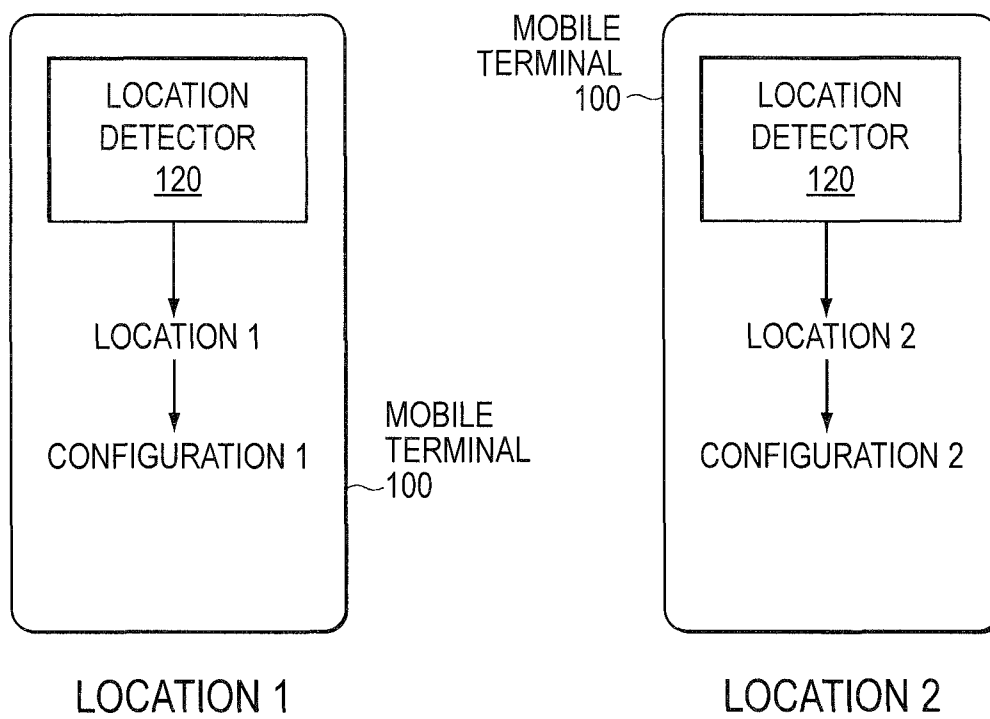 LOCATION
DETECTOR
120
LOCATION 1
CONFIGURATION 1
MOBILE
TERMINAL
100
LOCATION 1
MOBILE
TERMINAL
100
LOCATION
DETECTOR
120
LOCATION 2
CONFIGURATION 2
LOCATION 2